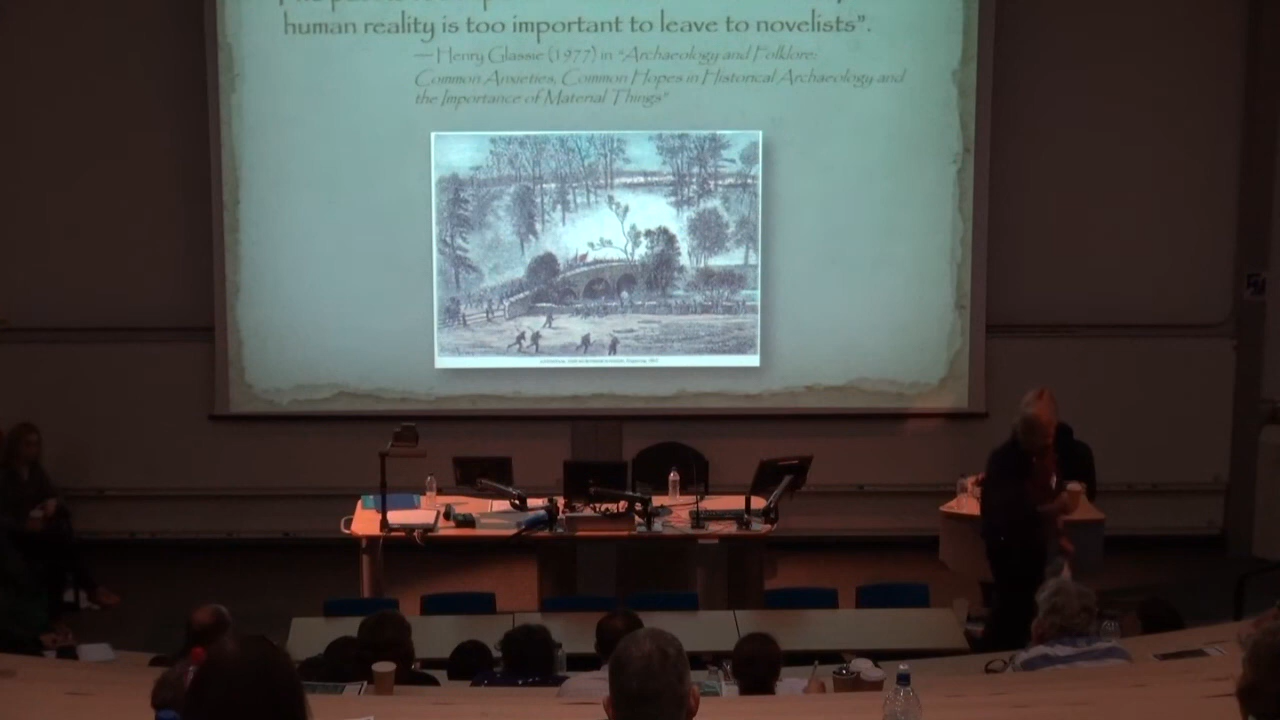 human reality is too important to leave to novelists”.
— Henry Glassie (1977) in “Archaeology and Folklore:
Common Anxieties, Common Hopes in Historical Archaeology and
the Importance of Material Things”